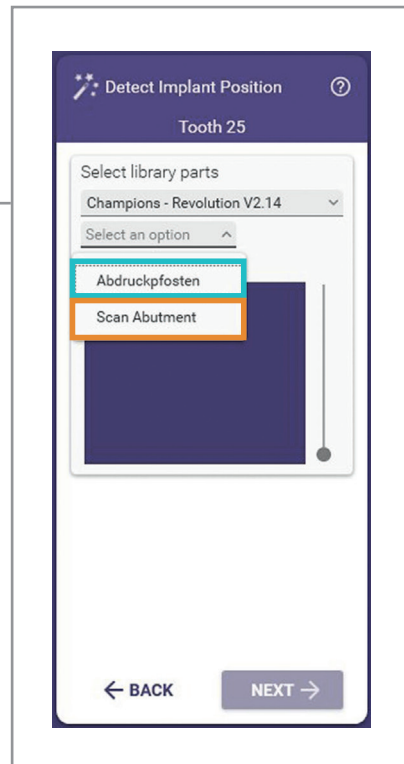 Detect Implant Position
Tooth 25
Select library parts
Champions - Revolution V2.14
Select an option
Abdruckpfosten
Scan Abutment
BACK
NEXT